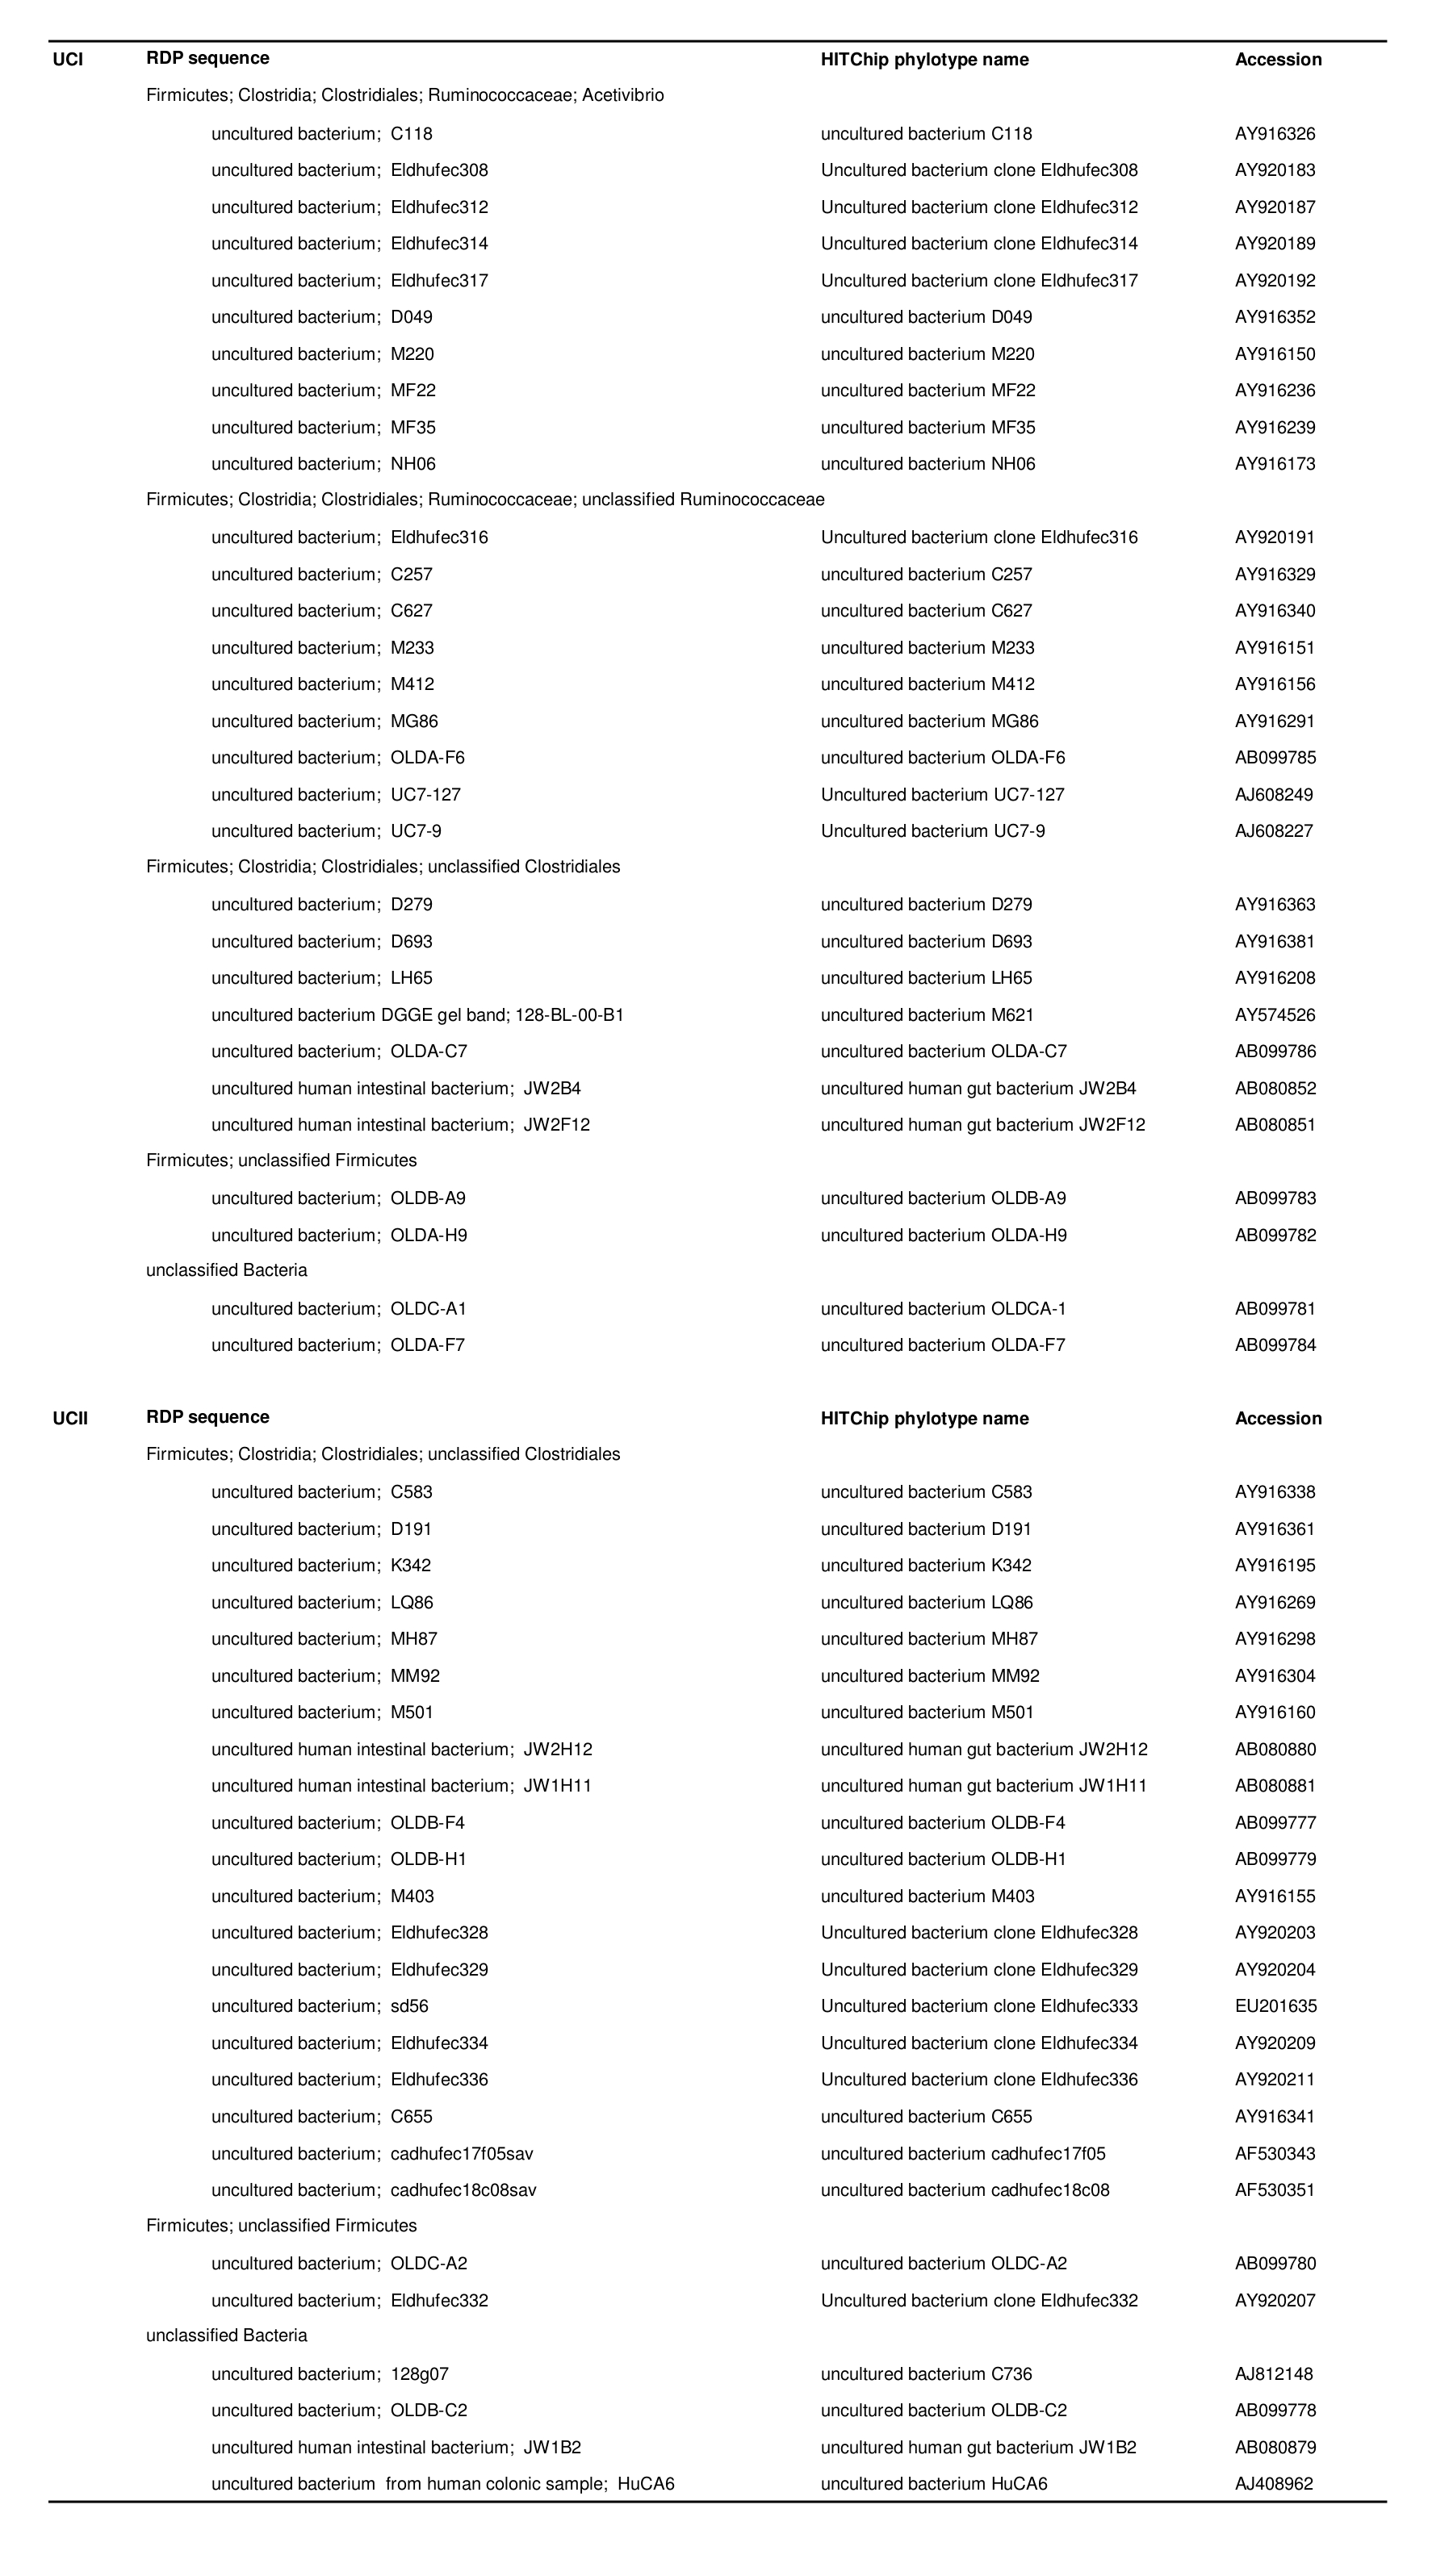 UCI RDP sequence HITChip phylotype name Accession
Firmicutes; Clostridia; Clostridiales; Ruminococcaceae; Acetivibrio
uncultured bacterium; C118 uncultured bacterium C118 AY916326
uncultured bacterium; Eldhufec308 Uncultured bacterium clone Eldhufec308 AY920183
uncultured bacterium; Eldhufec312 Uncultured bacterium clone Eldhufec312 AY920187
uncultured bacterium; Eldhufec314 Uncultured bacterium clone Eldhufec314 AY920189
uncultured bacterium; Eldhufec317 Uncultured bacterium clone Eldhufec317 AY920192
uncultured bacterium; D049 uncultured bacterium D049 AY916352
uncultured bacterium; M220 uncultured bacterium M220 AY916150
uncultured bacterium; MF22 uncultured bacterium MF22 AY916236
uncultured bacterium; MF35 uncultured bacterium MF35 AY916239
uncultured bacterium; NH06 uncultured bacterium NH06 AY916173
Firmicutes; Clostridia; Clostridiales; Ruminococcaceae; unclassified Ruminococcaceae
uncultured bacterium; Eldhufec316 Uncultured bacterium clone Eldhufec316 AY920191
uncultured bacterium; C257 uncultured bacterium C257 AY916329
uncultured bacterium; C627 uncultured bacterium C627 AY916340
uncultured bacterium; M233 uncultured bacterium M233 AY916151
uncultured bacterium; M412 uncultured bacterium M412 AY916156
uncultured bacterium; MG86 uncultured bacterium MG86 AY916291
uncultured bacterium; OLDA-F6 uncultured bacterium OLDA-F6 AB099785
uncultured bacterium; UC7-127 Uncultured bacterium UC7-127 AJ608249
uncultured bacterium; UC7-9 Uncultured bacterium UC7-9 AJ608227
Firmicutes; Clostridia; Clostridiales; unclassified Clostridiales
uncultured bacterium; D279 uncultured bacterium D279 AY916363
uncultured bacterium; D693 uncultured bacterium D693 AY916381
uncultured bacterium; LH65 uncultured bacterium LH65 AY916208
uncultured bacterium DGGE gel band; 128-BL-00-B1 uncultured bacterium M621 AY574526
uncultured bacterium; OLDA-C7 uncultured bacterium OLDA-C7 AB099786
uncultured human intestinal bacterium; JW2B4 uncultured human gut bacterium JW2B4 AB080852
uncultured human intestinal bacterium; JW2F12 uncultured human gut bacterium JW2F12 AB080851
Firmicutes; unclassified Firmicutes
uncultured bacterium; OLDB-A9 uncultured bacterium OLDB-A9 AB099783
uncultured bacterium; OLDA-H9 uncultured bacterium OLDA-H9 AB099782
unclassified Bacteria
uncultured bacterium; OLDC-A1 uncultured bacterium OLDCA-1 AB099781
uncultured bacterium; OLDA-F7 uncultured bacterium OLDA-F7 AB099784
UCII RDP sequence HITChip phylotype name Accession
Firmicutes; Clostridia; Clostridiales; unclassified Clostridiales
uncultured bacterium; C583 uncultured bacterium C583 AY916338
uncultured bacterium; D191 uncultured bacterium D191 AY916361
uncultured bacterium; K342 uncultured bacterium K342 AY916195
uncultured bacterium; LQ86 uncultured bacterium LQ86 AY916269
uncultured bacterium; MH87 uncultured bacterium MH87 AY916298
uncultured bacterium; MM92 uncultured bacterium MM92 AY916304
uncultured bacterium; M501 uncultured bacterium M501 AY916160
uncultured human intestinal bacterium; JW2H12 uncultured human gut bacterium JW2H12 AB080880
uncultured human intestinal bacterium; JW1H11 uncultured human gut bacterium JW1H11 AB080881
uncultured bacterium; OLDB-F4 uncultured bacterium OLDB-F4 AB099777
uncultured bacterium; OLDB-H1 uncultured bacterium OLDB-H1 AB099779
uncultured bacterium; M403 uncultured bacterium M403 AY916155
uncultured bacterium; Eldhufec328 Uncultured bacterium clone Eldhufec328 AY920203
uncultured bacterium; Eldhufec329 Uncultured bacterium clone Eldhufec329 AY920204
uncultured bacterium; sd56 Uncultured bacterium clone Eldhufec333 EU201635
uncultured bacterium; Eldhufec334 Uncultured bacterium clone Eldhufec334 AY920209
uncultured bacterium; Eldhufec336 Uncultured bacterium clone Eldhufec336 AY920211
uncultured bacterium; C655 uncultured bacterium C655 AY916341
uncultured bacterium; cadhufec17f05sav uncultured bacterium cadhufec17f05 AF530343
uncultured bacterium; cadhufec18c08sav uncultured bacterium cadhufec18c08 AF530351
Firmicutes; unclassified Firmicutes
uncultured bacterium; OLDC-A2 uncultured bacterium OLDC-A2 AB099780
uncultured bacterium; Eldhufec332 Uncultured bacterium clone Eldhufec332 AY920207
unclassified Bacteria
uncultured bacterium; 128g07 uncultured bacterium C736 AJ812148
uncultured bacterium; OLDB-C2 uncultured bacterium OLDB-C2 AB099778
uncultured human intestinal bacterium; JW1B2 uncultured human gut bacterium JW1B2 AB080879
uncultured bacterium from human colonic sample; HuCA6 uncultured bacterium HuCA6 AJ408962